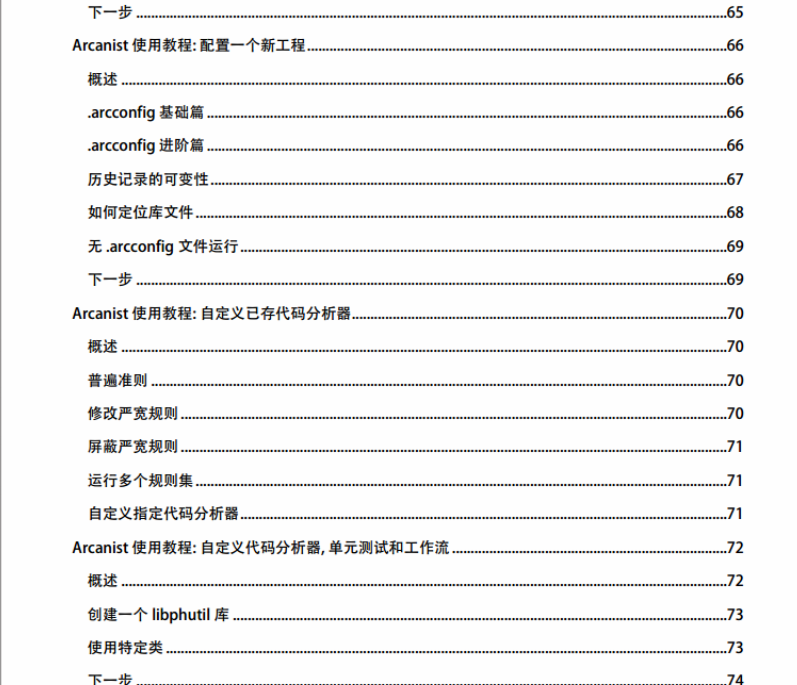 下一步 ........ 65
Arcanist 使用教程: 配置一个新工程 ........ 66
概述 ........ 66
.arcconfig 基础篇 ........ 66
.arcconfig 进阶篇 ........ 66
历史记录的可变性 ........ 67
如何定位库文件 ........ 68
无 .arcconfig 文件运行 ........ 69
下一步 ........ 69
Arcanist 使用教程: 自定义已存代码分析器 ........ 70
概述 ........ 70
普遍准则 ........ 70
修改严宽规则 ........ 70
屏蔽严宽规则 ........ 71
运行多个规则集 ........ 71
自定义指定代码分析器 ........ 71
Arcanist 使用教程: 自定义代码分析器, 单元测试和工作流 ........ 72
概述 ........ 72
创建一个 libphutil 库 ........ 73
使用特定类 ........ 73
下一步 ........ 74